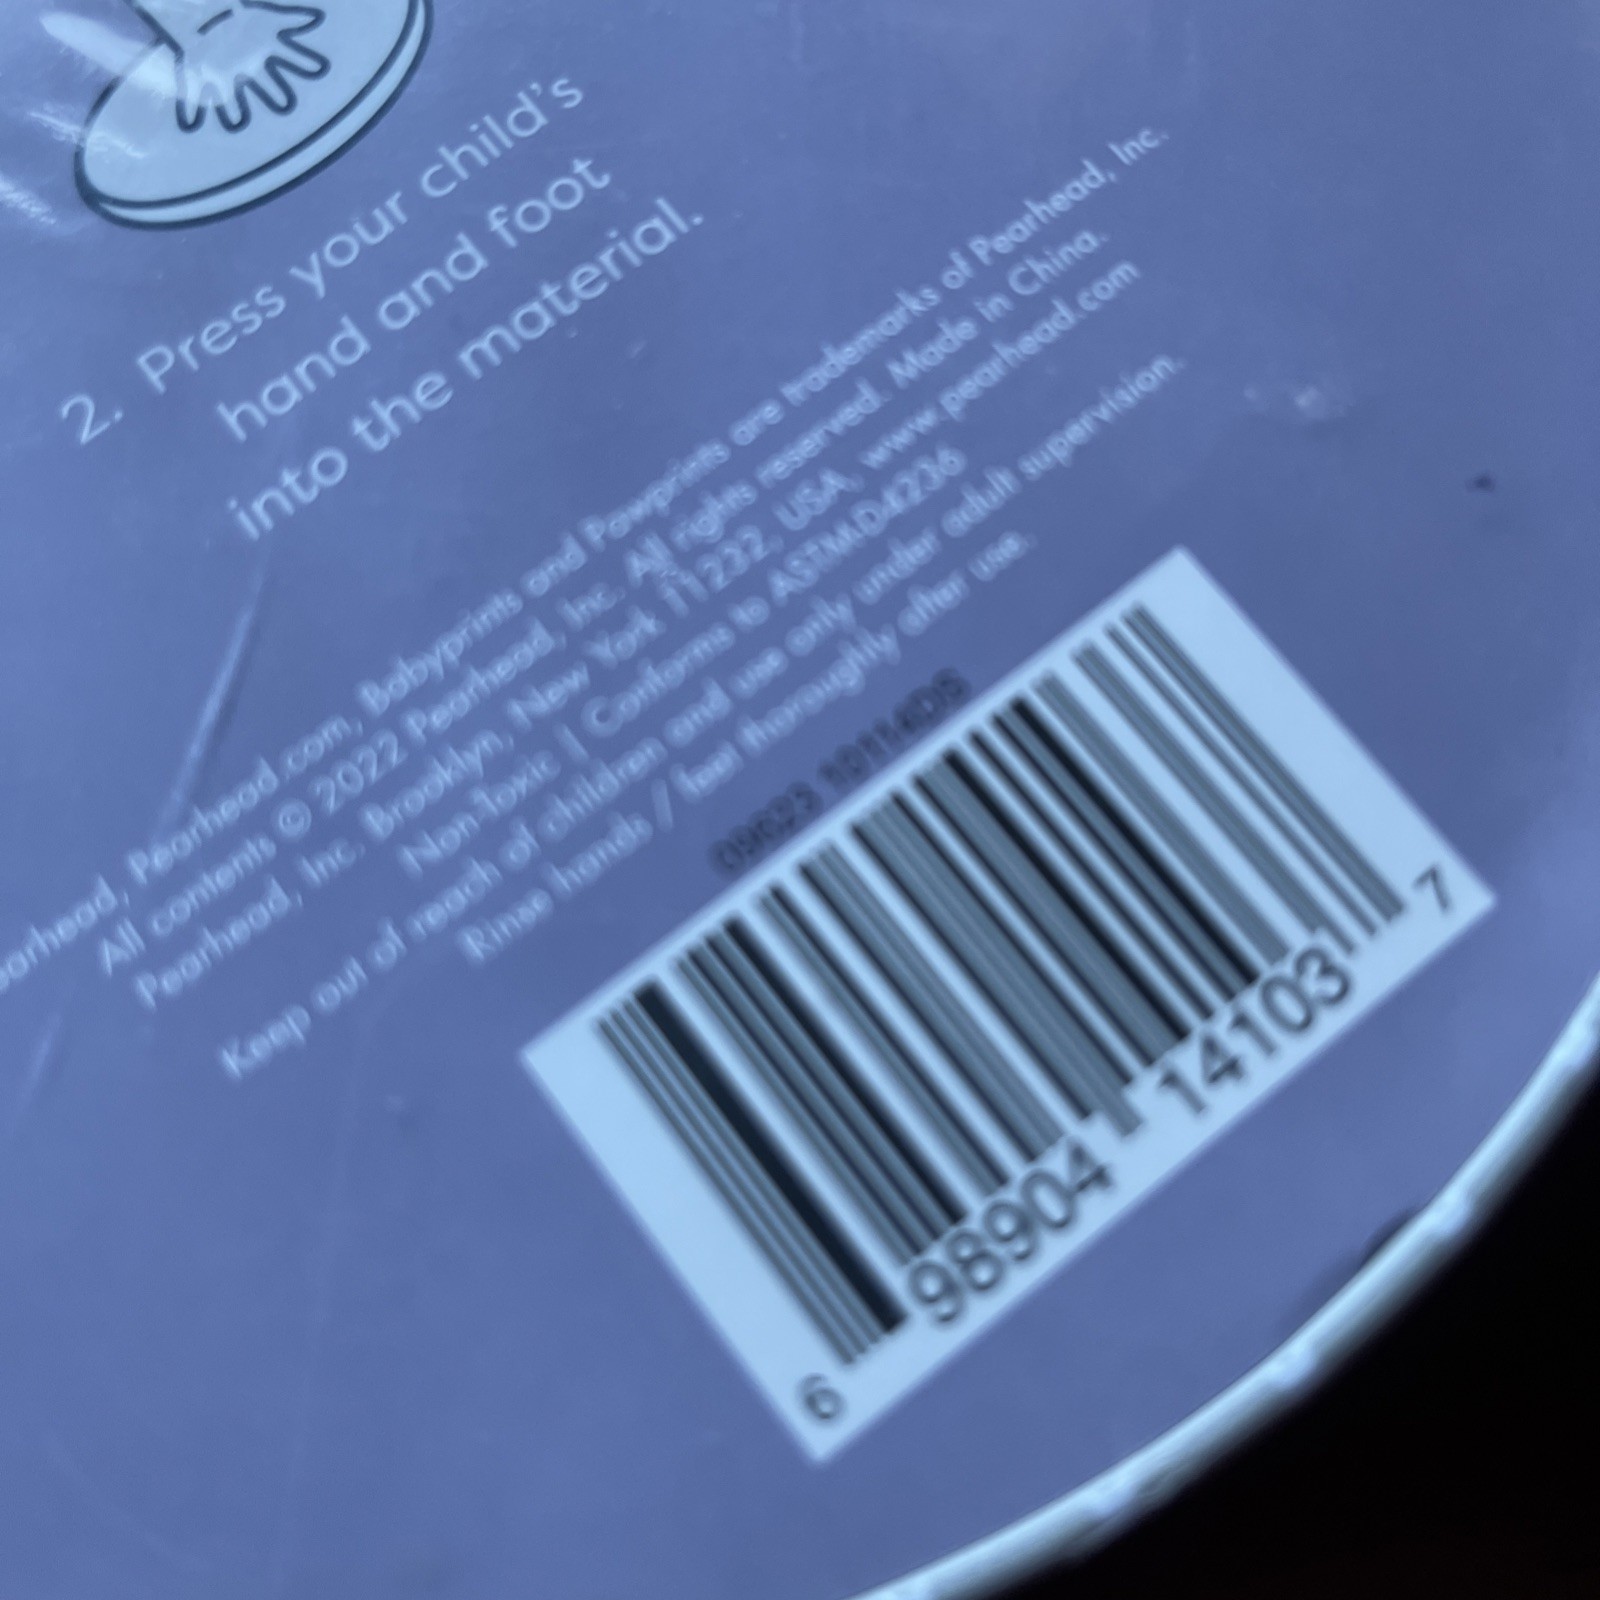 2. Press your child's
hand and foot
into the material.
Pearhead.com, Babyprints and Pawprints are trademarks of Pearhead, Inc.
All contents © 2022 Pearhead, Inc. All rights reserved. Made in China.
Pearhead, Inc. Brooklyn, New York 11232, USA, www.pearhead.com
Non-Toxic | Conforms to ASTM-D4236
Keep out of reach of children and use only under adult supervision.
Rinse hands / feet thoroughly after use.
6 98904 14103 7